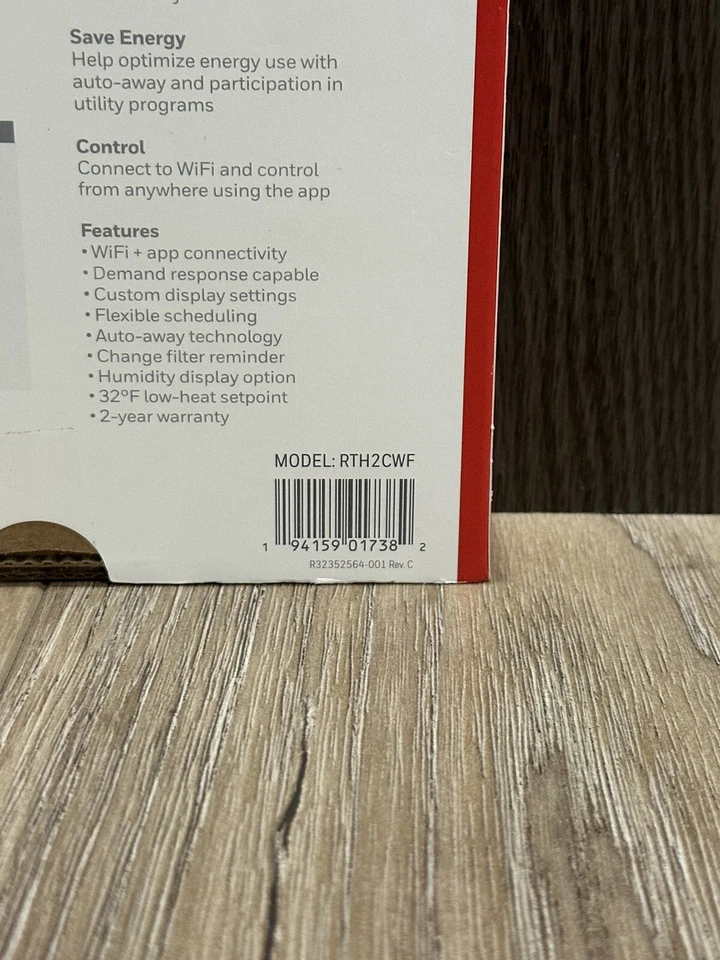 Save Energy
Help optimize energy use with
auto-away and participation in
utility programs
Control
Connect to WiFi and control
from anywhere using the app
Features
• WiFi + app connectivity
• Demand response capable
• Custom display settings
• Flexible scheduling
• Auto-away technology
• Change filter reminder
• Humidity display option
• 32°F low-heat setpoint
• 2-year warranty
MODEL: RTH2CWF
1 94159 01738 2
R32352564-001 Rev. C